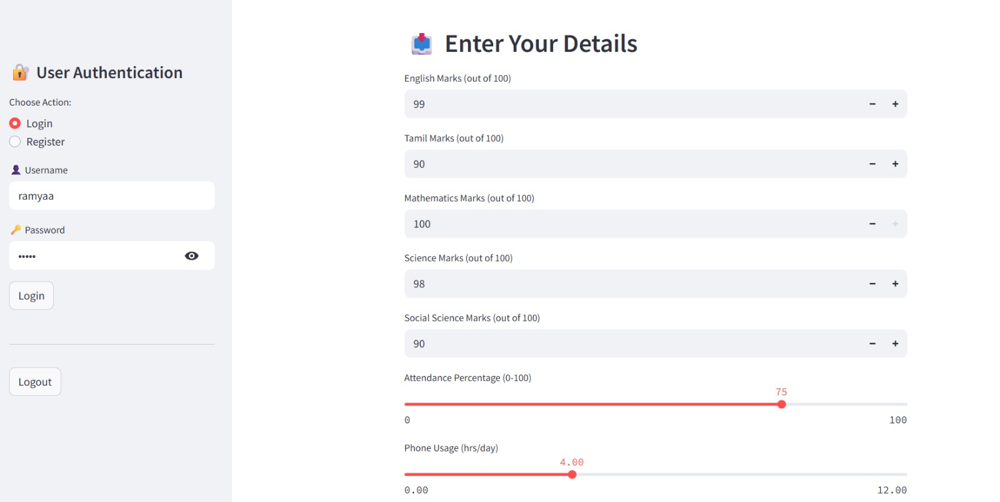 User Authentication
Choose Action:
Login
Register
Username
ramyaa
Password
•••••
Login
Logout
Enter Your Details
English Marks (out of 100)
99
Tamil Marks (out of 100)
90
Mathematics Marks (out of 100)
100
Science Marks (out of 100)
98
Social Science Marks (out of 100)
90
Attendance Percentage (0-100)
75
0 100
Phone Usage (hrs/day)
4.00
0.00 12.00